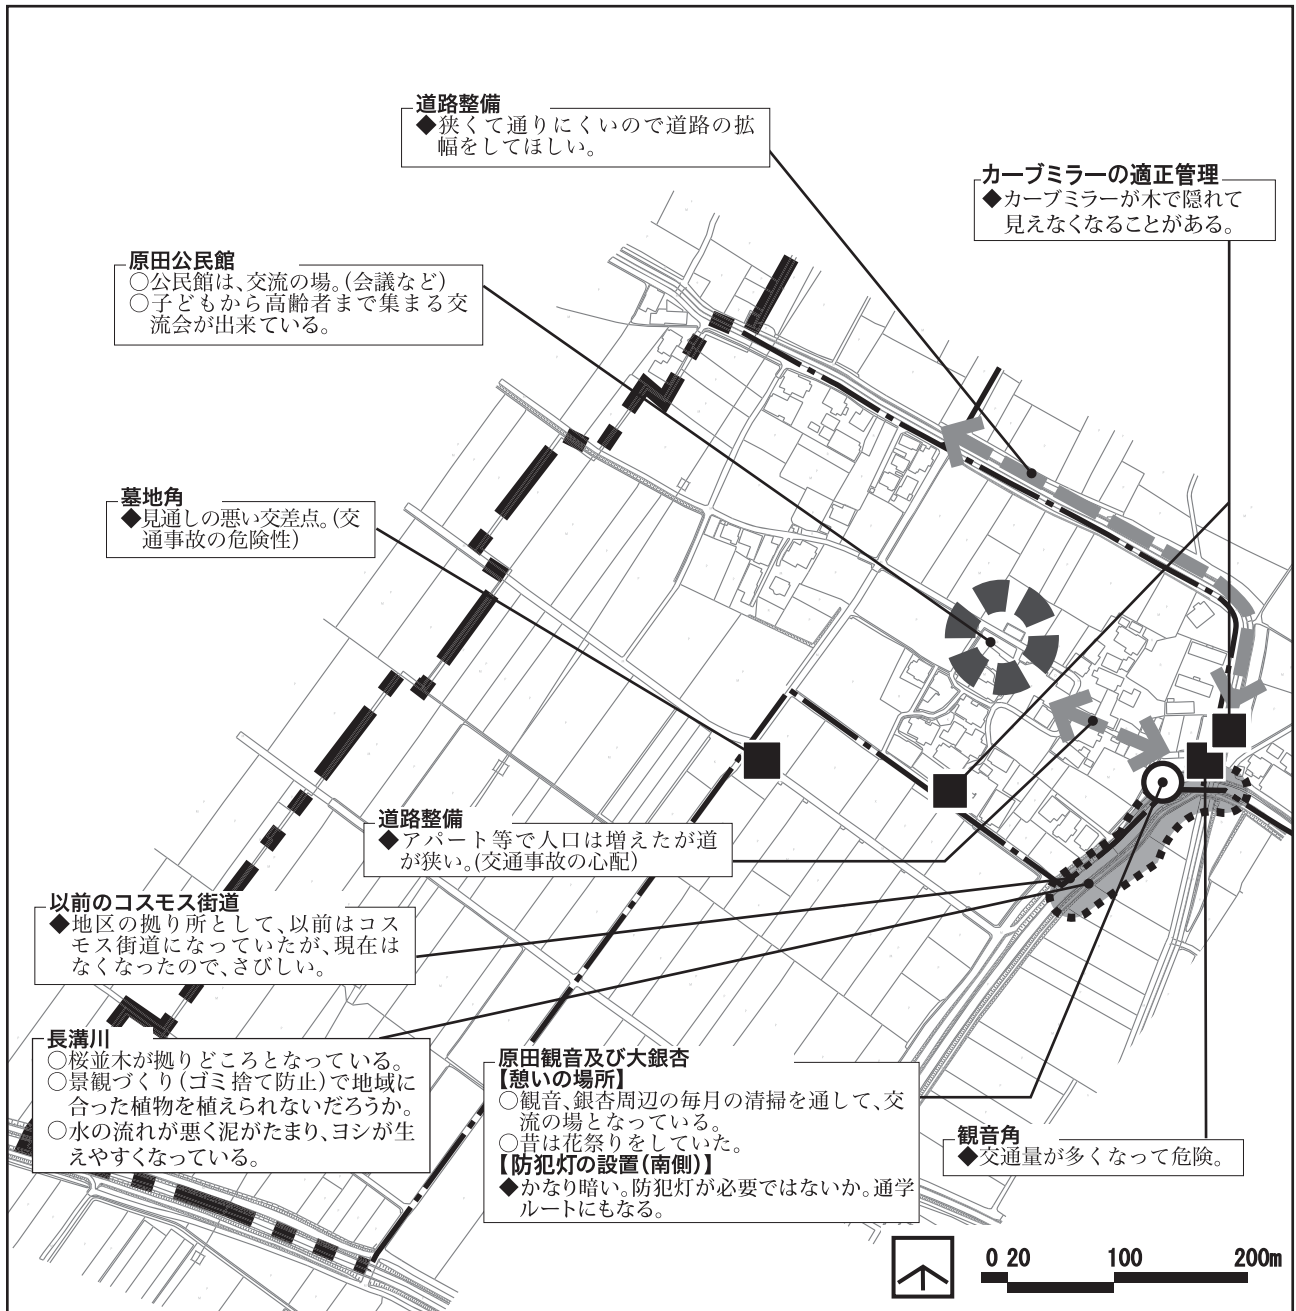 道路整備
◆狭くて通りにくいので道路の拡
幅をしてほしい。
カーブミラーの適正管理
◆カーブミラーが木で隠れて
見えなくなることがある。
原田公民館
○公民館は、交流の場。(会議など)
○子どもから高齢者まで集まる交
流会が出来ている。
墓地角
◆見通しの悪い交差点。(交
通事故の危険性)
道路整備
◆アパート等で人口は増えたが道
が狭い。(交通事故の心配)
以前のコスモス街道
◆地区の拠り所として、以前はコス
モス街道になっていたが、現在は
なくなったので、さびしい。
長溝川
○桜並木が拠りどころとなっている。
○景観づくり(ゴミ捨て防止)で地域に
合った植物を植えられないだろうか。
○水の流れが悪く泥がたまり、ヨシが生
えやすくなっている。
原田観音及び大銀杏
【憩いの場所】
○観音、銀杏周辺の毎月の清掃を通して、交
流の場となっている。
○昔は花祭りをしていた。
【防犯灯の設置(南側)】
◆かなり暗い。防犯灯が必要ではないか。通学
ルートにもなる。
観音角
◆交通量が多くなって危険。
0 20 100 200m